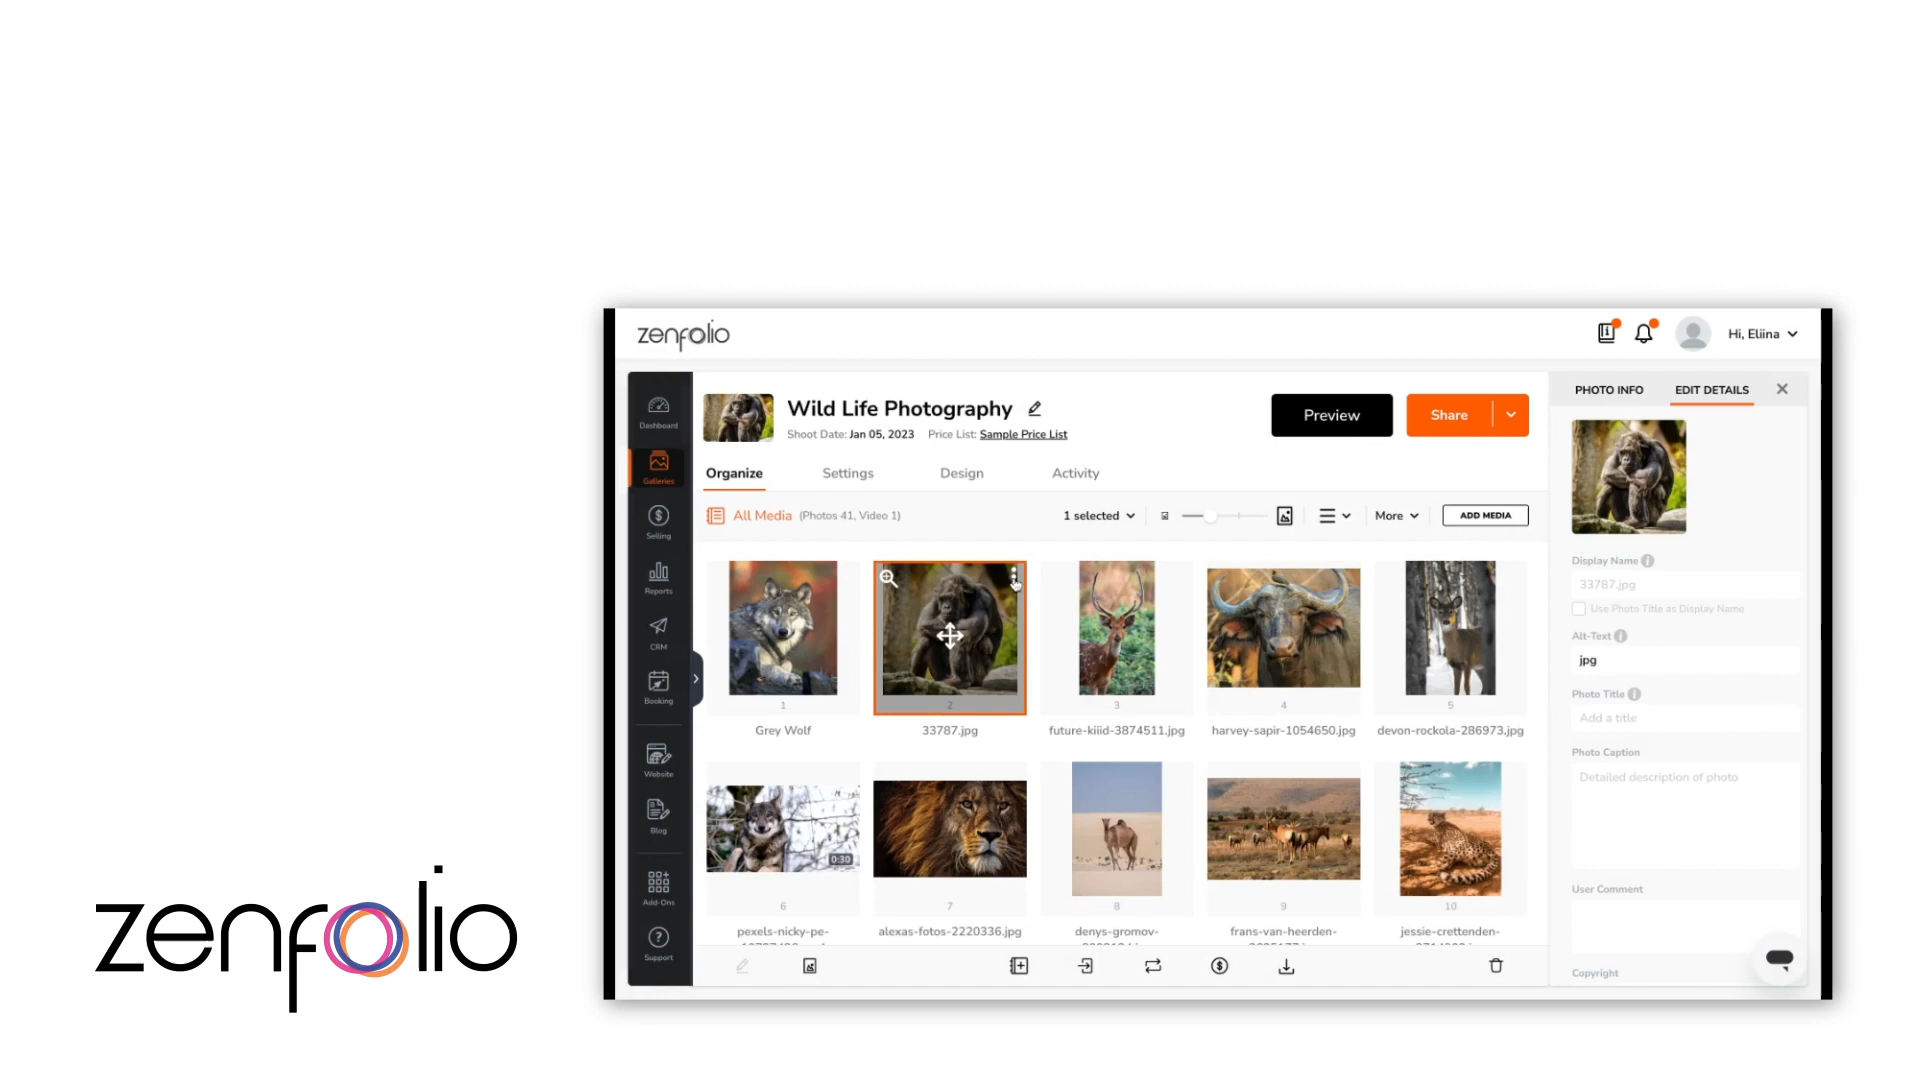 zenfolio
Hi, Eliina
Dashboard
Galleries
Selling
Reports
CRM
Booking
Website
Blog
Add-Ons
Support
Wild Life Photography
Shoot Date: Jan 05, 2023 Price List: Sample Price List
Preview
Share
Organize Settings Design Activity
All Media (Photos 41, Video 1)
1 selected
More
ADD MEDIA
1 2 3 4 5
Grey Wolf
33787.jpg
future-kiiid-3874511.jpg
harvey-sapir-1054650.jpg
devon-rockola-286973.jpg
0:30
6 7 8 9 10
pexels-nicky-pe-
alexas-fotos-2220336.jpg
denys-gromov-
frans-van-heerden-
jessie-crettenden-
PHOTO INFO EDIT DETAILS
Display Name
33787.jpg
Use Photo Title as Display Name
Alt-Text
jpg
Photo Title
Add a title
Photo Caption
Detailed description of photo
User Comment
Copyright
zenfolio